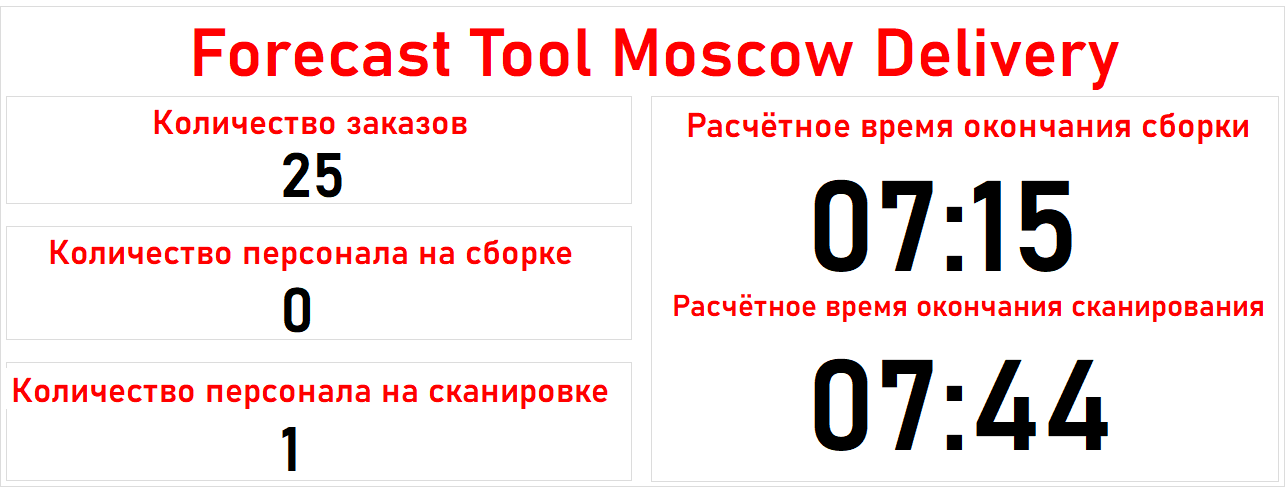 Forecast Tool Moscow Delivery
Количество заказов
25
Количество персонала на сборке
0
Количество персонала на сканировке
1
Расчётное время окончания сборки
07:15
Расчётное время окончания сканирования
07:44